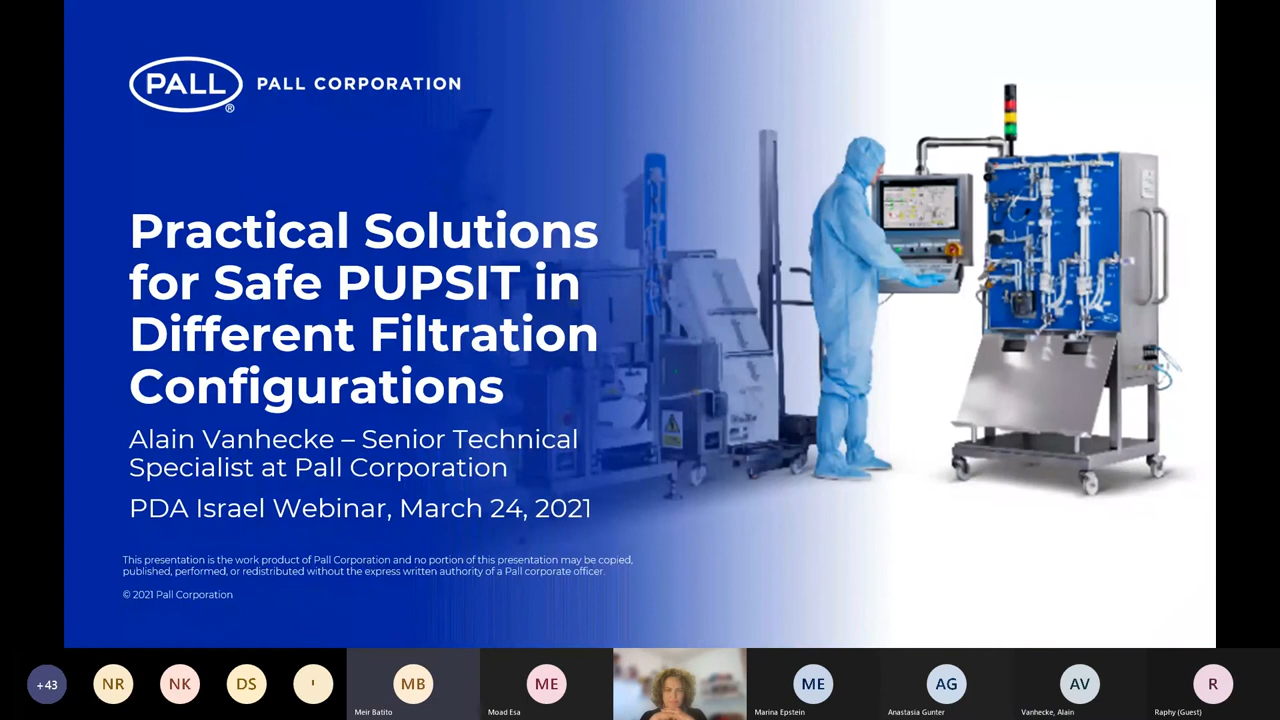 PALL
®
PALL CORPORATION
Practical Solutions
for Safe PUPSIT in
Different Filtration
Configurations
Alain Vanhecke – Senior Technical
Specialist at Pall Corporation
PDA Israel Webinar, March 24, 2021
This presentation is the work product of Pall Corporation and no portion of this presentation may be copied,
published, performed, or redistributed without the express written authority of a Pall corporate officer.
© 2021 Pall Corporation
+43
NR
NK
DS
MB
Meir Batito
ME
Moad Esa
ME
Marina Epstein
AG
Anastasia Gunter
AV
Vanhecke, Alain
R
Raphy (Guest)